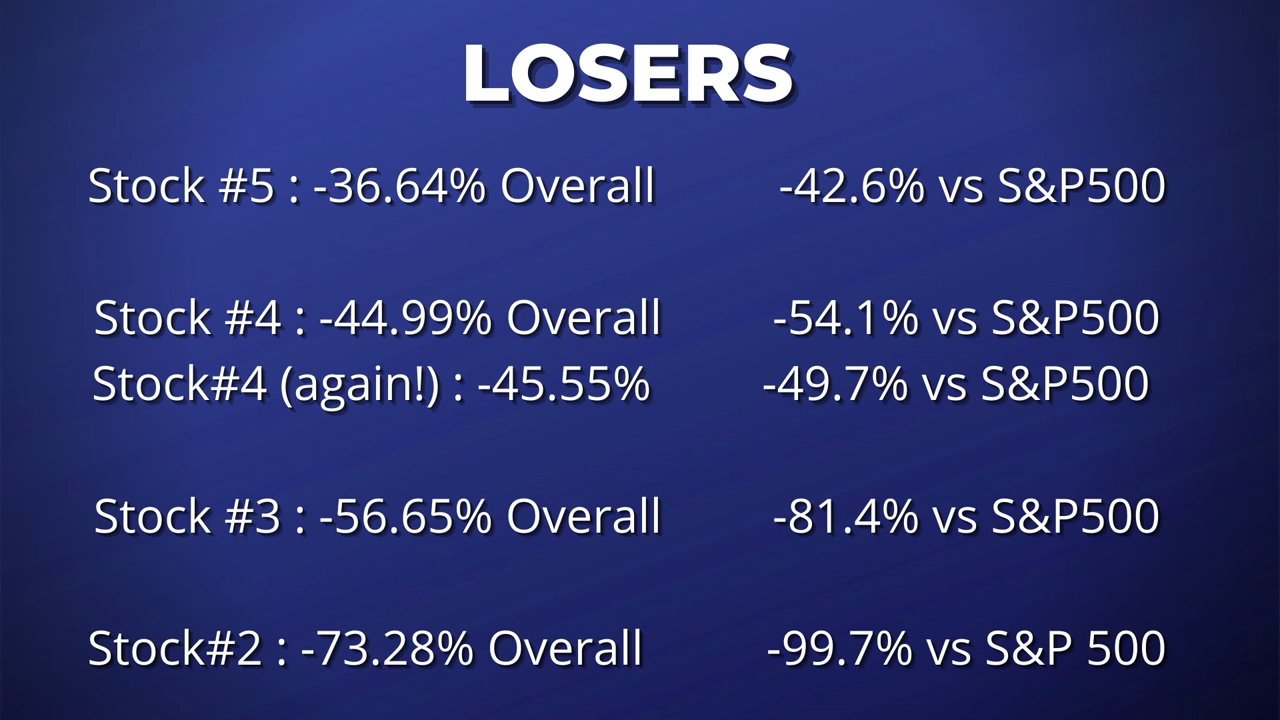 LOSERS
Stock #5 : -36.64% Overall -42.6% vs S&P500
Stock #4 : -44.99% Overall -54.1% vs S&P500
Stock#4 (again!) : -45.55% -49.7% vs S&P500
Stock #3 : -56.65% Overall -81.4% vs S&P500
Stock#2 : -73.28% Overall -99.7% vs S&P 500